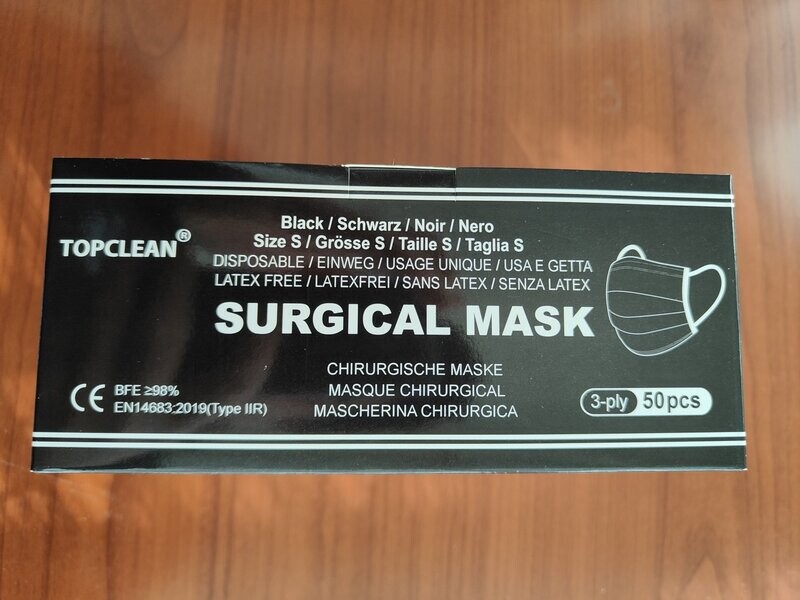 Black / Schwarz / Noir / Nero
TOPCLEAN®
Size S / Grösse S / Taille S / Taglia S
DISPOSABLE / EINWEG / USAGE UNIQUE / USA E GETTA
LATEX FREE / LATEXFREI / SANS LATEX / SENZA LATEX
SURGICAL MASK
CHIRURGISCHE MASKE
CE BFE ≥98%
MASQUE CHIRURGICAL
EN14683:2019(Type IIR)
MASCHERINA CHIRURGICA
3-ply 50pcs